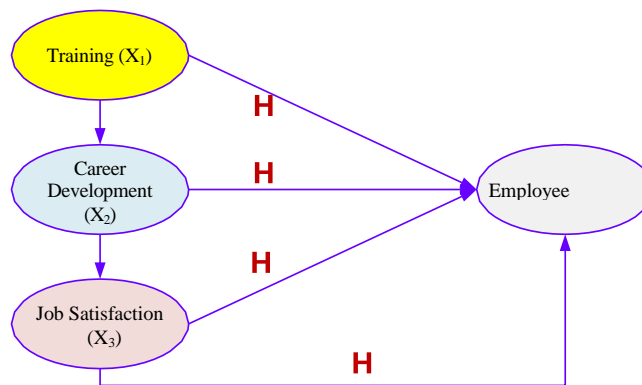 Training (X₁)
H
Career
Development
(X₂)
H
Employee
H
Job Satisfaction
(X₃)
H